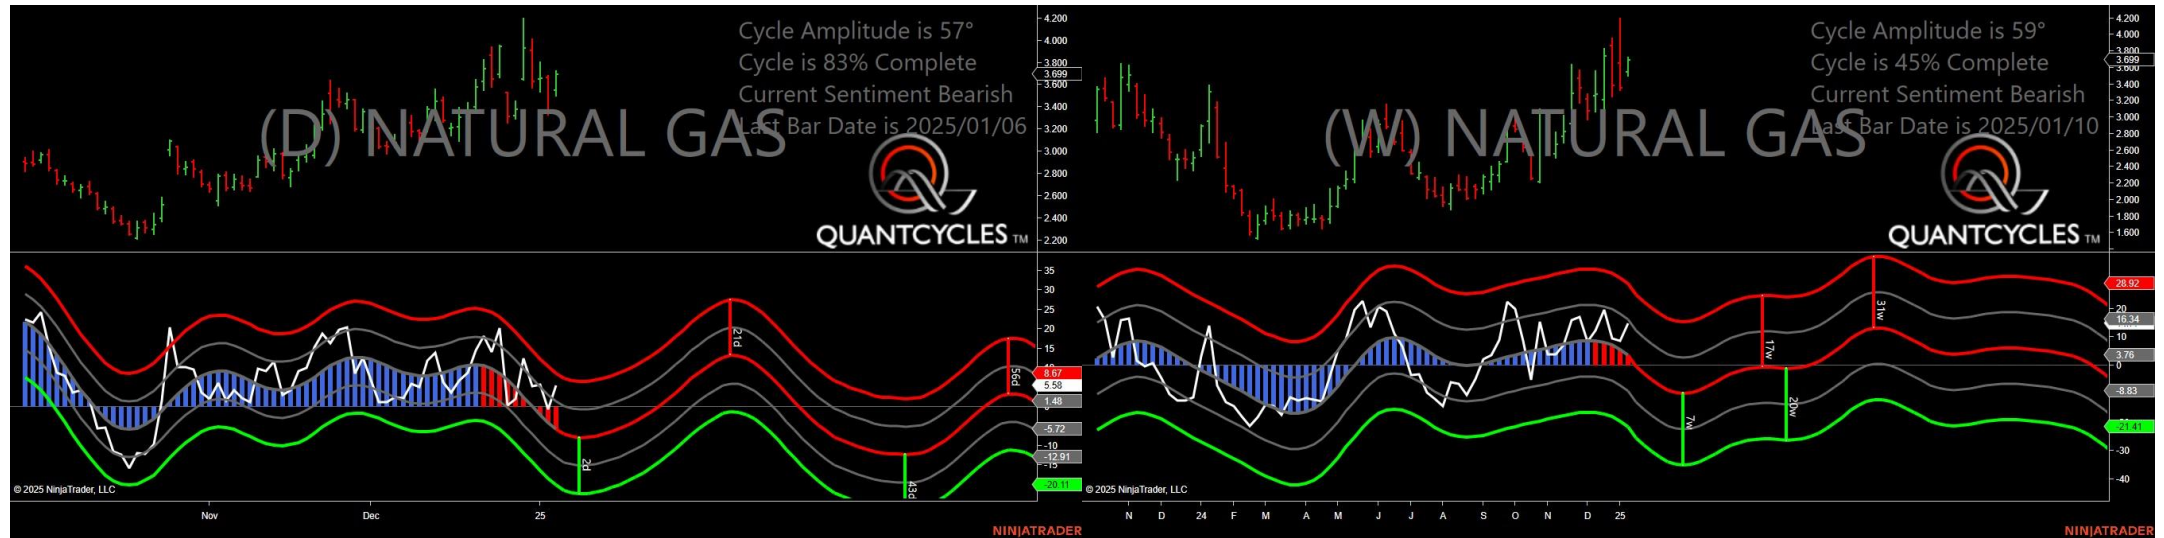 Cycle Amplitude is 57°
Cycle is 83% Complete
Current Sentiment Bearish
Last Bar Date is 2025/01/06
(D) NATURAL GAS
QUANTCYCLES TM
4.200
4.000
3.800
3.699
3.600
3.400
3.200
3.000
2.800
2.600
2.400
2.200
35
30
25
20
15
8.67
5.58
1.48
-5.72
-10
-12.91
-15
-20.11
21d
56d
2d
43d
© 2025 NinjaTrader, LLC
Nov
Dec
25
NINJATRADER
Cycle Amplitude is 59°
Cycle is 45% Complete
Current Sentiment Bearish
Last Bar Date is 2025/01/10
(W) NATURAL GAS
QUANTCYCLES TM
4.200
4.000
3.800
3.699
3.600
3.400
3.200
3.000
2.800
2.600
2.400
2.200
2.000
1.800
1.600
28.92
20
16.34
10
3.76
0
-8.83
-21.41
-30
-40
31w
17w
7w
20w
© 2025 NinjaTrader, LLC
N D 24 F M A M J J A S O N D 25
NINJATRADER